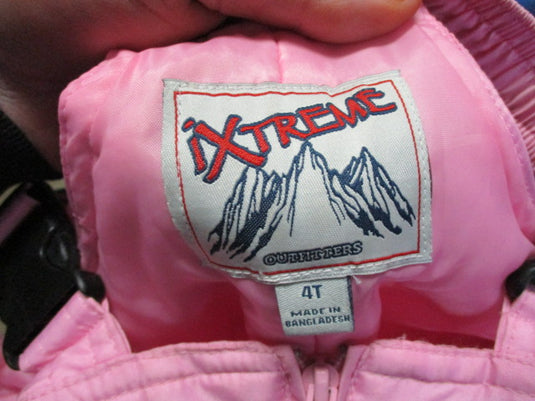 iXTREME
OUTFITTERS
4T
MADE IN
BANGLADESH